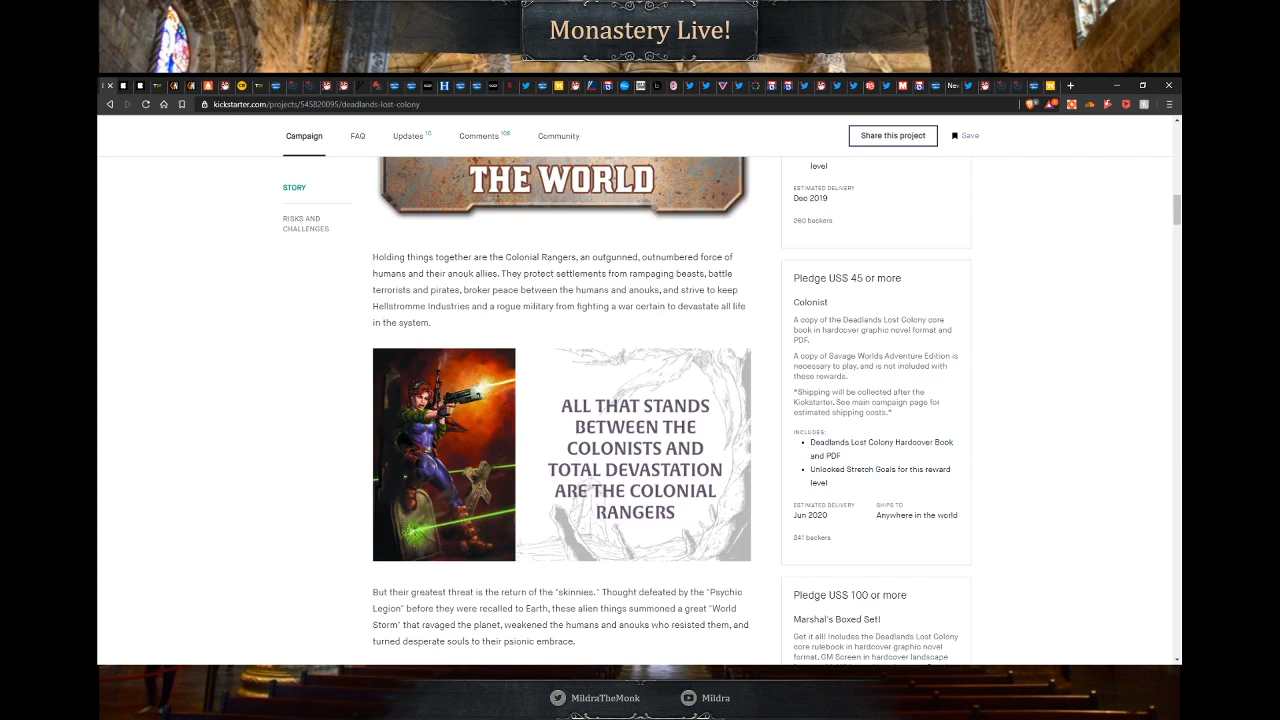 Monastery Live!
kickstarter.com/projects/545820095/deadlands-lost-colony
Campaign
FAQ
Updates 10
Comments 108
Community
Share this project
Save
STORY
RISKS AND
CHALLENGES
THE WORLD
Holding things together are the Colonial Rangers, an outgunned, outnumbered force of
humans and their anouk allies. They protect settlements from rampaging beasts, battle
terrorists and pirates, broker peace between the humans and anouks, and strive to keep
Hellstromme Industries and a rogue military from fighting a war certain to devastate all life
in the system.
ALL THAT STANDS
BETWEEN THE
COLONISTS AND
TOTAL DEVASTATION
ARE THE COLONIAL
RANGERS
But their greatest threat is the return of the "skinnies." Thought defeated by the "Psychic
Legion" before they were recalled to Earth, these alien things summoned a great "World
Storm" that ravaged the planet, weakened the humans and anouks who resisted them, and
turned desperate souls to their psionic embrace.
level
ESTIMATED DELIVERY
Dec 2019
260 backers
Pledge US$ 45 or more
Colonist
A copy of the Deadlands Lost Colony core
book in hardcover graphic novel format and
PDF.
A copy of Savage Worlds Adventure Edition is
necessary to play, and is not included with
these rewards.
*Shipping will be collected after the
Kickstarter. See main campaign page for
estimated shipping costs.*
INCLUDES:
Deadlands Lost Colony Hardcover Book
and PDF
Unlocked Stretch Goals for this reward
level
ESTIMATED DELIVERY
Jun 2020
SHIPS TO
Anywhere in the world
241 backers
Pledge US$ 100 or more
Marshal's Boxed Set!
Get it all! Includes the Deadlands Lost Colony
core rulebook in hardcover graphic novel
format, GM Screen in hardcover landscape
MildraTheMonk
Mildra